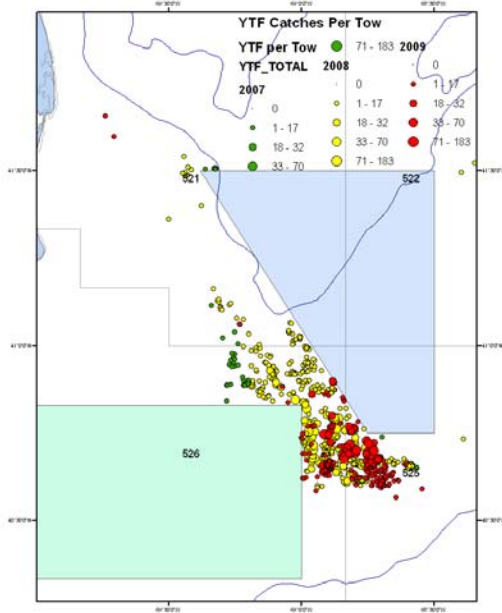 YTF Catches Per Tow
YTF per Tow 71 - 183 2009
YTF_TOTAL 2008 0
2007 0 1 - 17
0 1 - 17 18 - 32
1 - 17 18 - 32 33 - 70
18 - 32 33 - 70 71 - 183
33 - 70 71 - 183
521
522
526
525